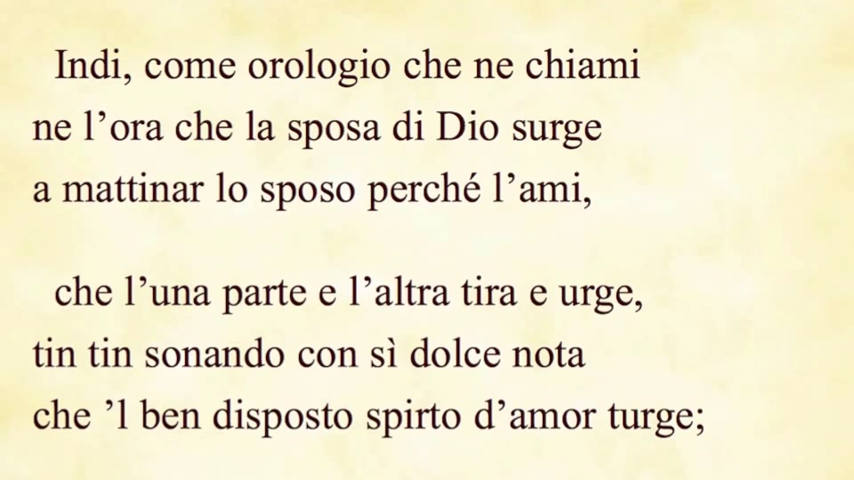 Indi, come orologio che ne chiami
ne l’ora che la sposa di Dio surge
a mattinar lo sposo perché l’ami,
che l’una parte e l’altra tira e urge,
tin tin sonando con sì dolce nota
che ’l ben disposto spirto d’amor turge;